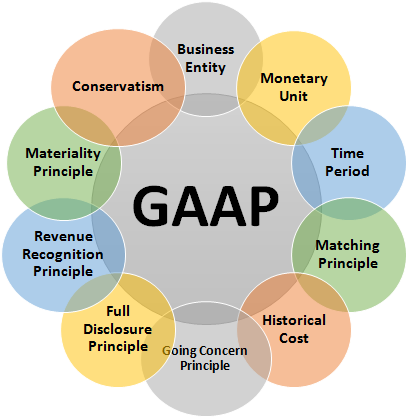 Business
Entity
Monetary
Unit
Time
Period
Matching
Principle
Historical
Cost
Going Concern
Principle
Full
Disclosure
Principle
Revenue
Recognition
Principle
Materiality
Principle
Conservatism
GAAP